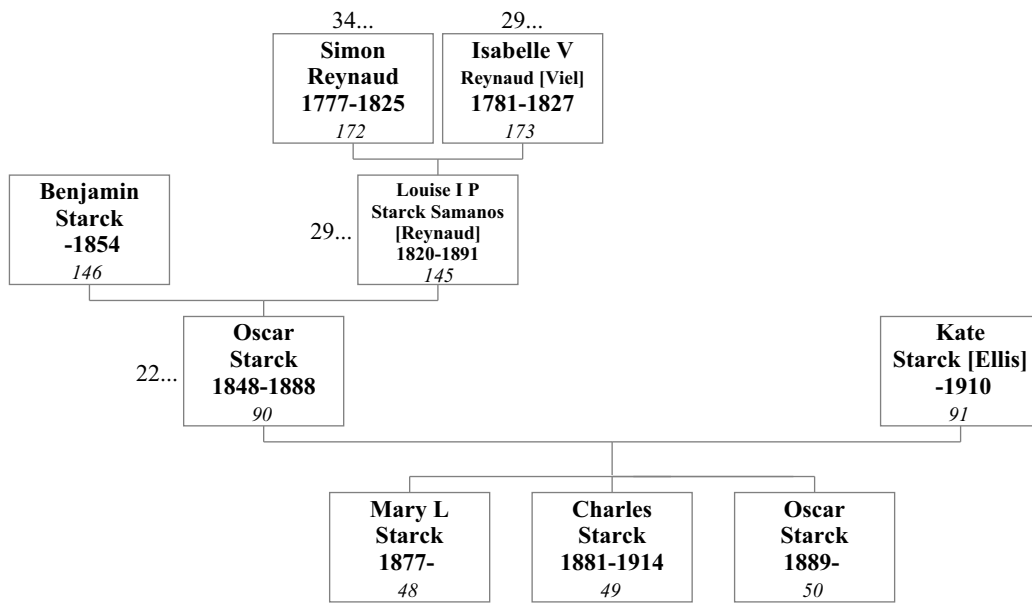 34...
29...
Simon
Reynaud
1777-1825
172
Isabelle V
Reynaud [Viel]
1781-1827
173
Benjamin
Starck
-1854
146
29...
Louise I P
Starck Samanos
[Reynaud]
1820-1891
145
22...
Oscar
Starck
1848-1888
90
Kate
Starck [Ellis]
-1910
91
Mary L
Starck
1877-
48
Charles
Starck
1881-1914
49
Oscar
Starck
1889-
50